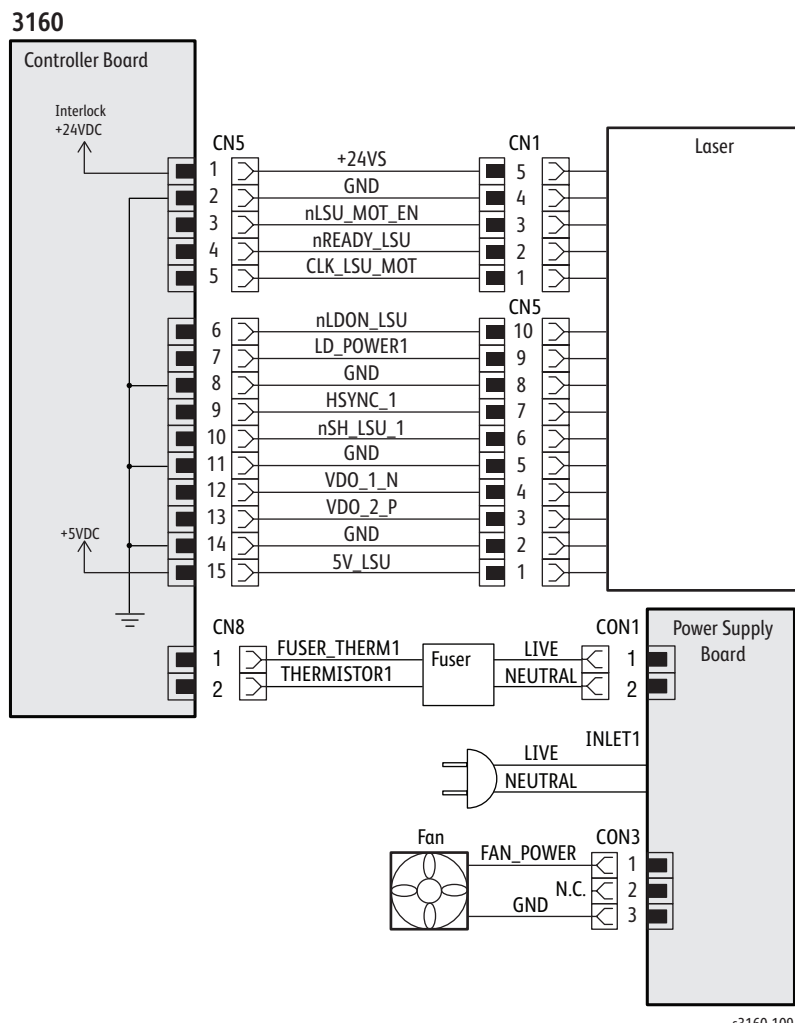 3160
Controller Board
Interlock
+24VDC
CN5
CN1
Laser
1 +24VS 5
2 GND 4
3 nLSU_MOT_EN 3
4 nREADY_LSU 2
5 CLK_LSU_MOT 1
CN5
6 nLDON_LSU 10
7 LD_POWER1 9
8 GND 8
9 HSYNC_1 7
10 nSH_LSU_1 6
11 GND 5
12 VDO_1_N 4
13 VDO_2_P 3
+5VDC
14 GND 2
15 5V_LSU 1
CN8
CON1
Power Supply
Board
1 FUSER_THERM1 Fuser LIVE 1
2 THERMISTOR1 NEUTRAL 2
INLET1
LIVE
NEUTRAL
Fan
CON3
FAN_POWER 1
N.C. 2
GND 3
s3160-109